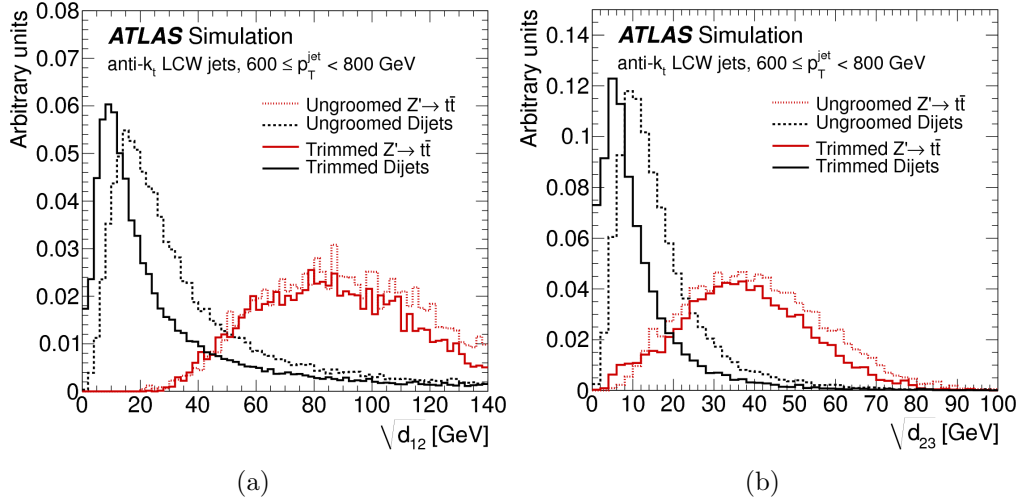 Arbitrary units
0.08
0.07
0.06
0.05
0.04
0.03
0.02
0.01
0
ATLAS Simulation
anti-k_t LCW jets, 600 ≤ p_T^jet < 800 GeV
Ungroomed Z'→ tt̄
Ungroomed Dijets
Trimmed Z'→ tt̄
Trimmed Dijets
0 20 40 60 80 100 120 140
√d_12 [GeV]
(a)
Arbitrary units
0.14
0.12
0.1
0.08
0.06
0.04
0.02
0
ATLAS Simulation
anti-k_t LCW jets, 600 ≤ p_T^jet < 800 GeV
Ungroomed Z'→ tt̄
Ungroomed Dijets
Trimmed Z'→ tt̄
Trimmed Dijets
0 10 20 30 40 50 60 70 80 90 100
√d_23 [GeV]
(b)